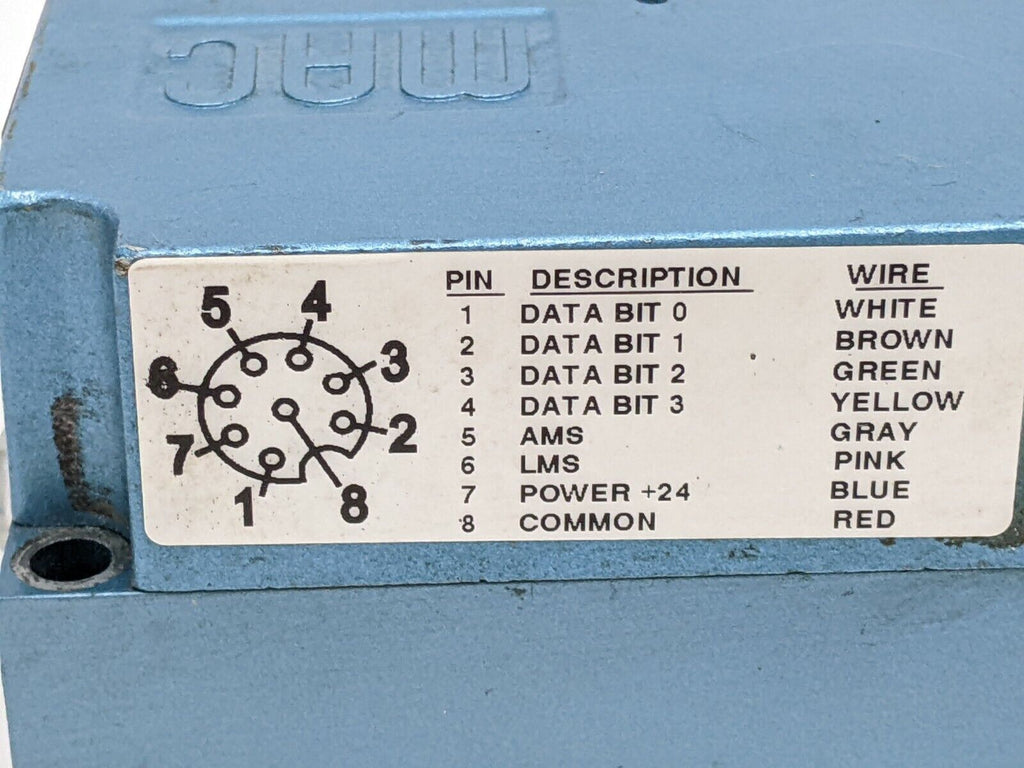 MAC
5 4
6 3
7 2
1 8
PIN DESCRIPTION WIRE
1 DATA BIT 0 WHITE
2 DATA BIT 1 BROWN
3 DATA BIT 2 GREEN
4 DATA BIT 3 YELLOW
5 AMS GRAY
6 LMS PINK
7 POWER +24 BLUE
8 COMMON RED